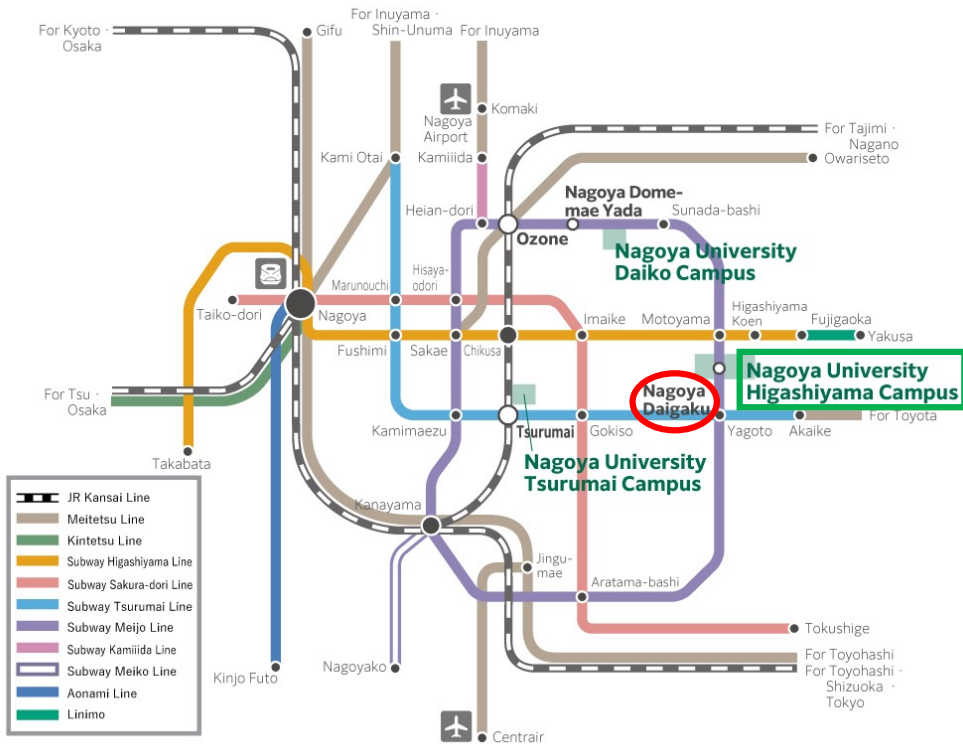 For Kyoto ·
Osaka
Gifu
For Inuyama ·
Shin-Unuma
For Inuyama
Komaki
Nagoya
Airport
For Tajimi ·
Nagano
Owariseto
Kami Otai
Kamiiida
Heian-dori
Nagoya Dome-
mae Yada
Sunada-bashi
Ozone
Nagoya University
Daiko Campus
Taiko-dori
Nagoya
Marunouchi
Hisaya-
odori
Imaike
Motoyama
Higashiyama
Koen
Fujigaoka
Yakusa
Fushimi
Sakae
Chikusa
Nagoya University
Higashiyama Campus
For Tsu ·
Osaka
Nagoya
Daigaku
Kamimaezu
Tsurumai
Gokiso
Yagoto
Akaike
For Toyota
Takabata
Nagoya University
Tsurumai Campus
Kanayama
Jingu-
mae
Aratama-bashi
Tokushige
For Toyohashi
For Toyohashi ·
Shizuoka ·
Tokyo
Kinjo Futo
Nagoyako
Centrair
JR Kansai Line
Meitetsu Line
Kintetsu Line
Subway Higashiyama Line
Subway Sakura-dori Line
Subway Tsurumai Line
Subway Meijo Line
Subway Kamiiida Line
Subway Meiko Line
Aonami Line
Linimo